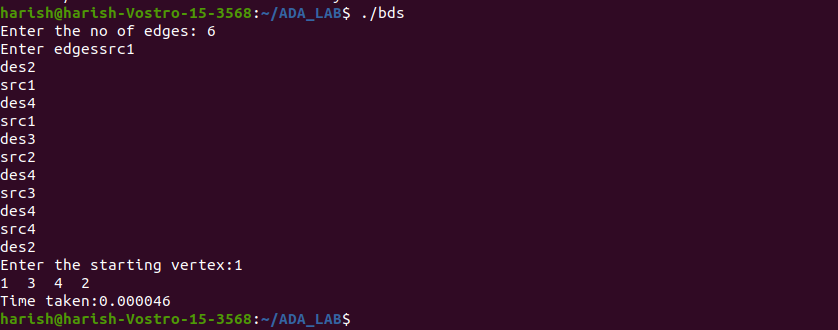 harish@harish-Vostro-15-3568:~/ADA_LAB$ ./bds
Enter the no of edges: 6
Enter edgessrc1
des2
src1
des4
src1
des3
src2
des4
src3
des4
src4
des2
Enter the starting vertex:1
1  3  4  2
Time taken:0.000046
harish@harish-Vostro-15-3568:~/ADA_LAB$